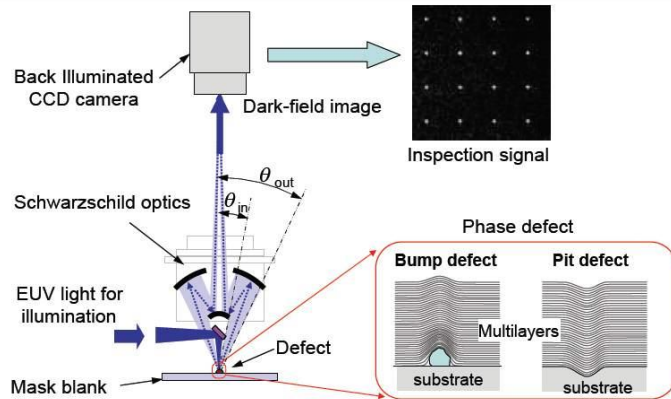 Back Illuminated
CCD camera
Dark-field image
Inspection signal
θout
θin
Schwarzschild optics
EUV light for
illumination
Defect
Mask blank
Phase defect
Bump defect
Pit defect
Multilayers
substrate
substrate